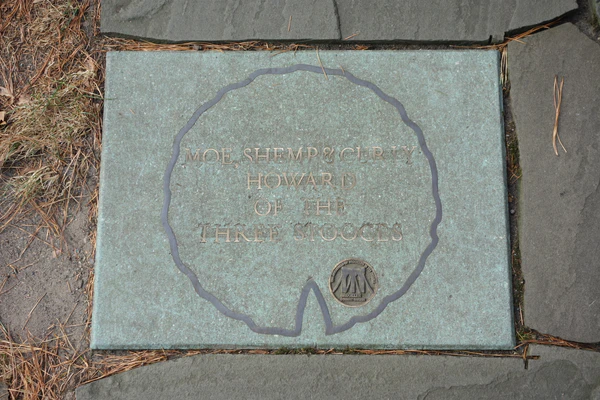 MOE, SHEMP & CURLY
HOWARD
OF THE
THREE STOOGES